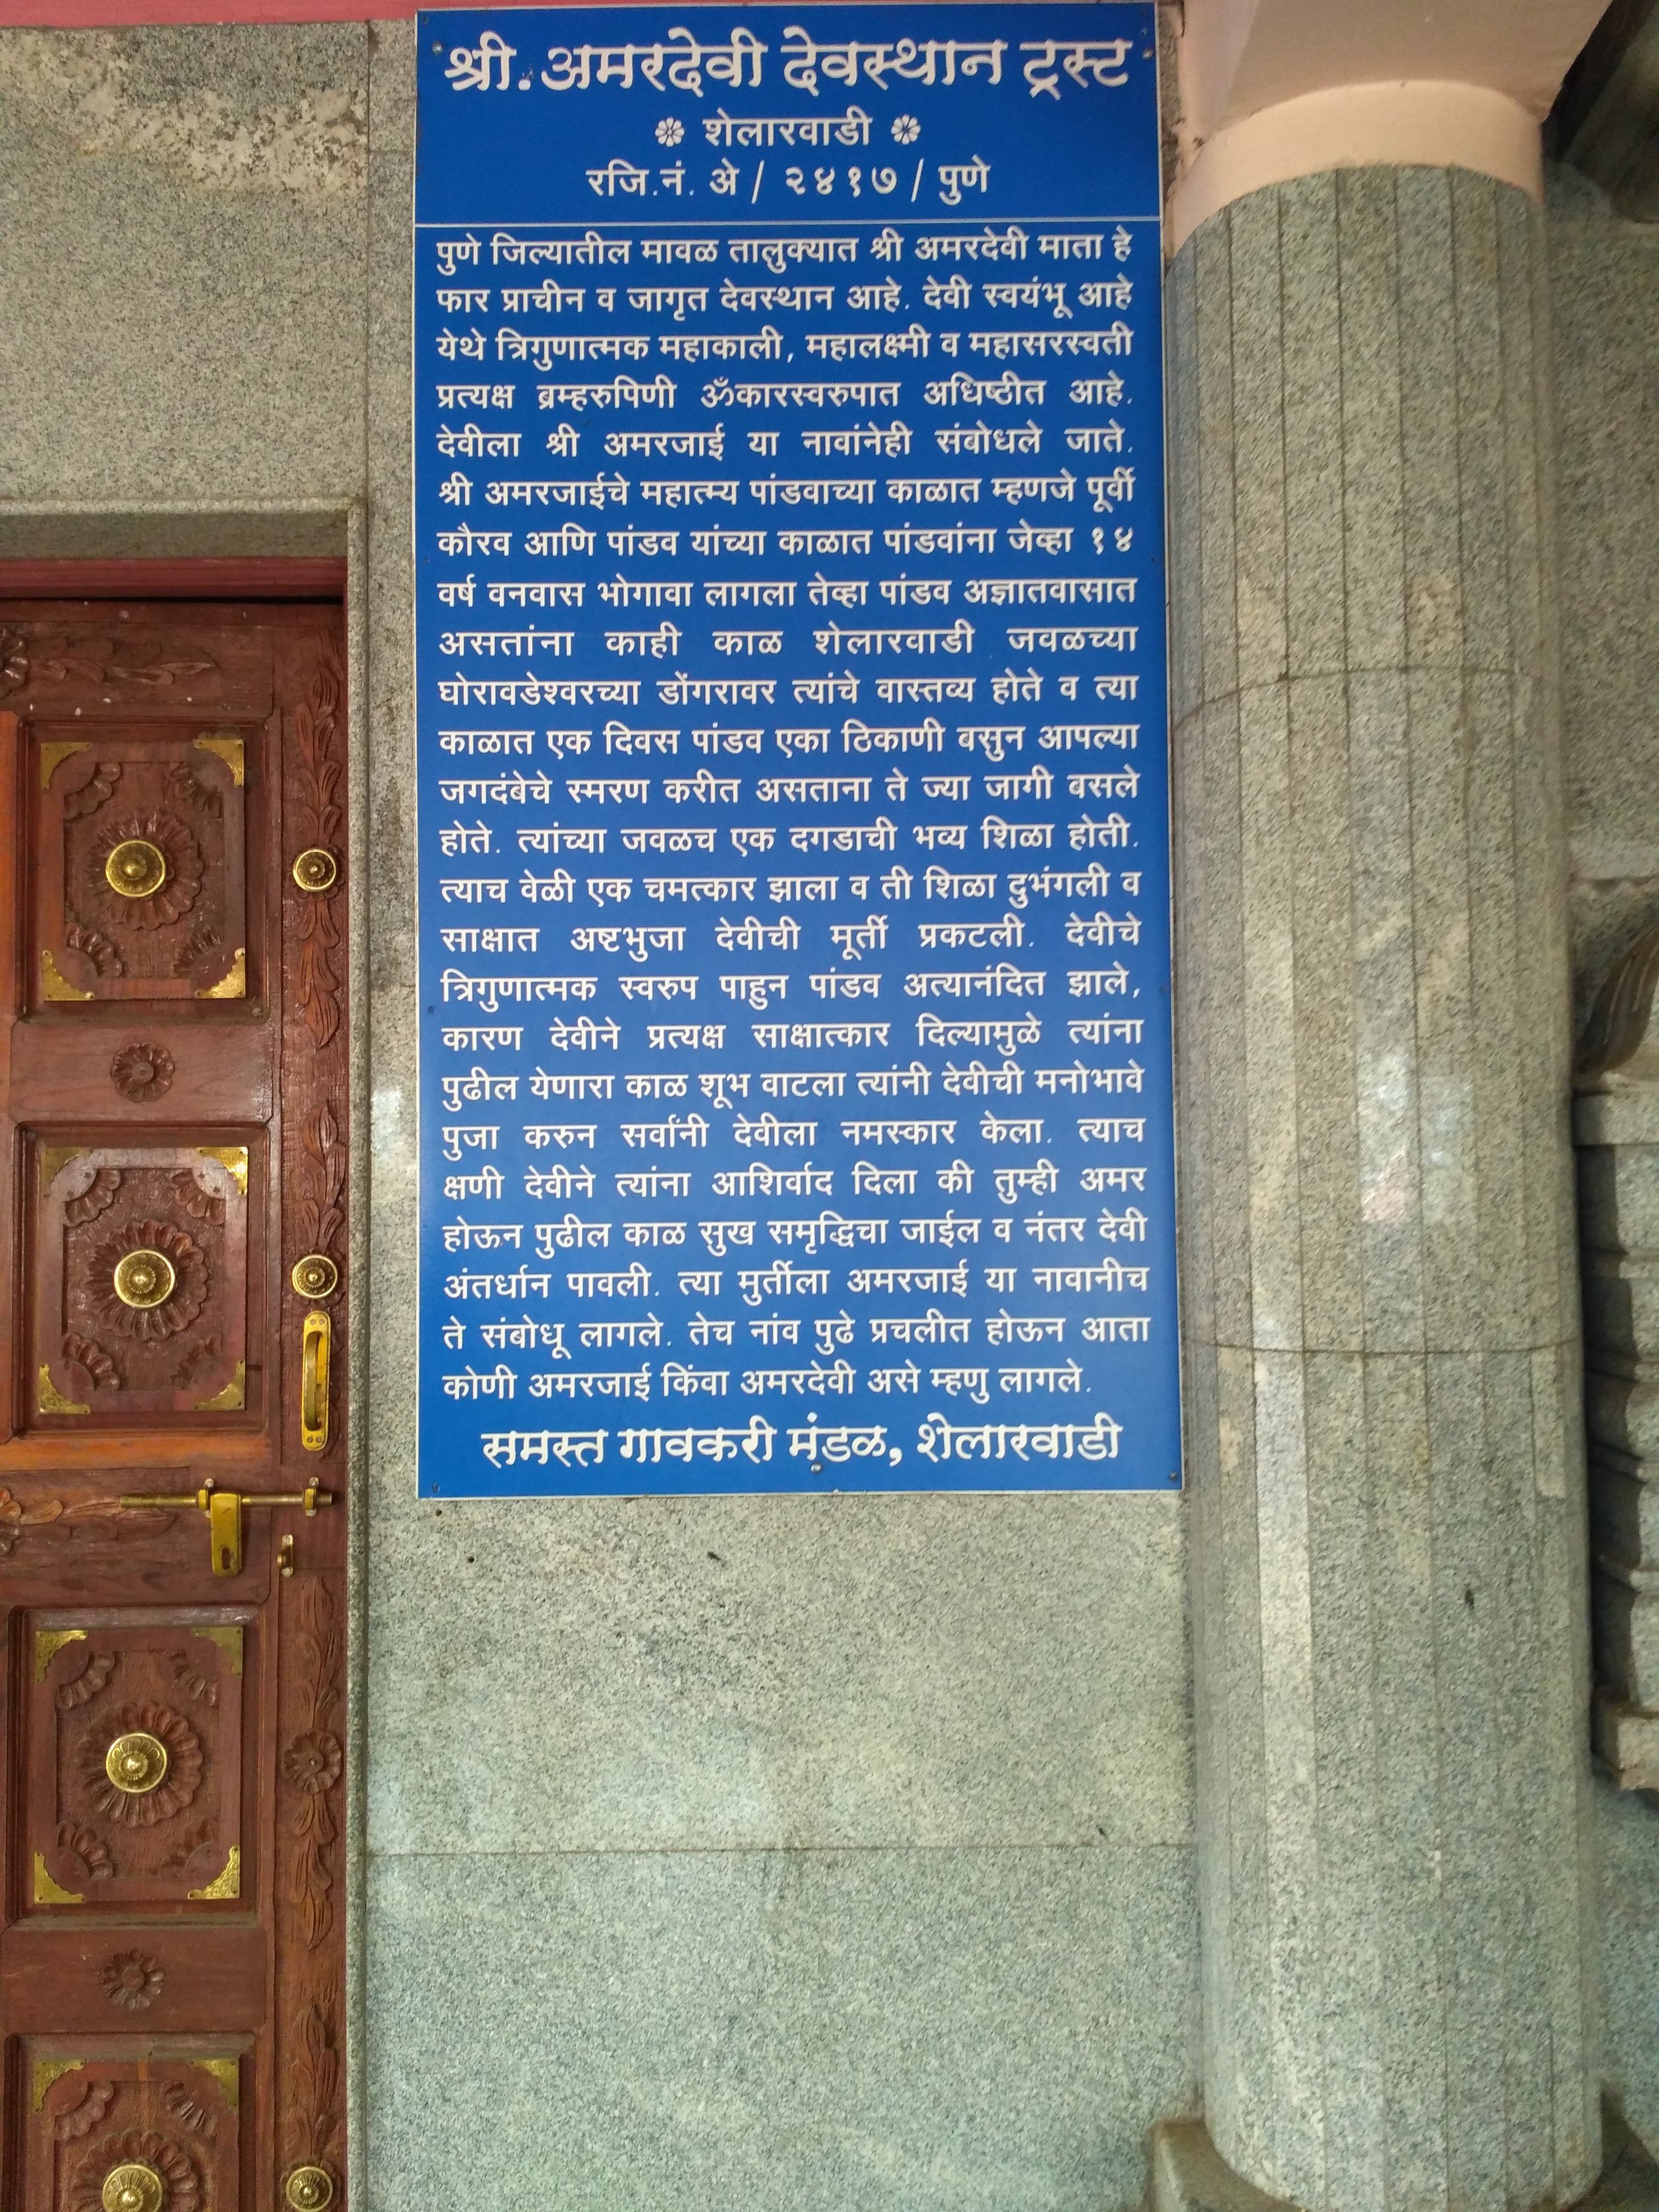 श्री.अमरदेवी देवस्थान ट्रस्ट
❁ शेलारवाडी ❁
रजि.नं. अे / २४१७ / पुणे
पुणे जिल्यातील मावळ तालुक्यात श्री अमरदेवी माता हे
फार प्राचीन व जागृत देवस्थान आहे. देवी स्वयंभू आहे
येथे त्रिगुणात्मक महाकाली, महालक्ष्मी व महासरस्वती
प्रत्यक्ष ब्रम्हरुपिणी ॐकारस्वरुपात अधिष्ठीत आहे.
देवीला श्री अमरजाई या नावांनेही संबोधले जाते.
श्री अमरजाईचे महात्म्य पांडवाच्या काळात म्हणजे पूर्वी
कौरव आणि पांडव यांच्या काळात पांडवांना जेव्हा १४
वर्ष वनवास भोगावा लागला तेव्हा पांडव अज्ञातवासात
असतांना काही काळ शेलारवाडी जवळच्या
घोरावडेश्वरच्या डोंगरावर त्यांचे वास्तव्य होते व त्या
काळात एक दिवस पांडव एका ठिकाणी वसुन आपल्या
जगदंबेचे स्मरण करीत असताना ते ज्या जागी बसले
होते. त्यांच्या जवळच एक दगडाची भव्य शिळा होती.
त्याच वेळी एक चमत्कार झाला व ती शिळा दुभंगली व
साक्षात अष्टभुजा देवीची मूर्ती प्रकटली. देवीचे
त्रिगुणात्मक स्वरुप पाहुन पांडव अत्यानंदित झाले,
कारण देवीने प्रत्यक्ष साक्षात्कार दिल्यामुळे त्यांना
पुढील येणारा काळ शूभ वाटला त्यांनी देवीची मनोभावे
पुजा करुन सर्वांनी देवीला नमस्कार केला. त्याच
क्षणी देवीने त्यांना आशिर्वाद दिला की तुम्ही अमर
होऊन पुढील काळ सुख समृद्धिचा जाईल व नंतर देवी
अंतर्धान पावली. त्या मुर्तीला अमरजाई या नावानीच
ते संबोधू लागले. तेच नांव पुढे प्रचलीत होऊन आता
कोणी अमरजाई किंवा अमरदेवी असे म्हणु लागले.
समस्त गावकरी मंडळ, शेलारवाडी